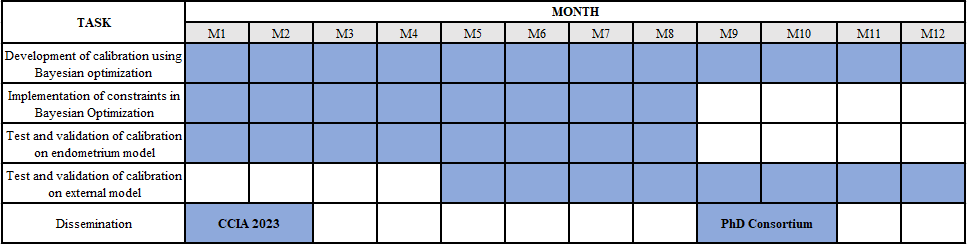 TASK
MONTH
M1 M2 M3 M4 M5 M6 M7 M8 M9 M10 M11 M12
Development of calibration using
Bayesian optimization
Implementation of constraints in
Bayesian Optimization
Test and validation of calibration
on endometrium model
Test and validation of calibration
on external model
Dissemination CCIA 2023 PhD Consortium